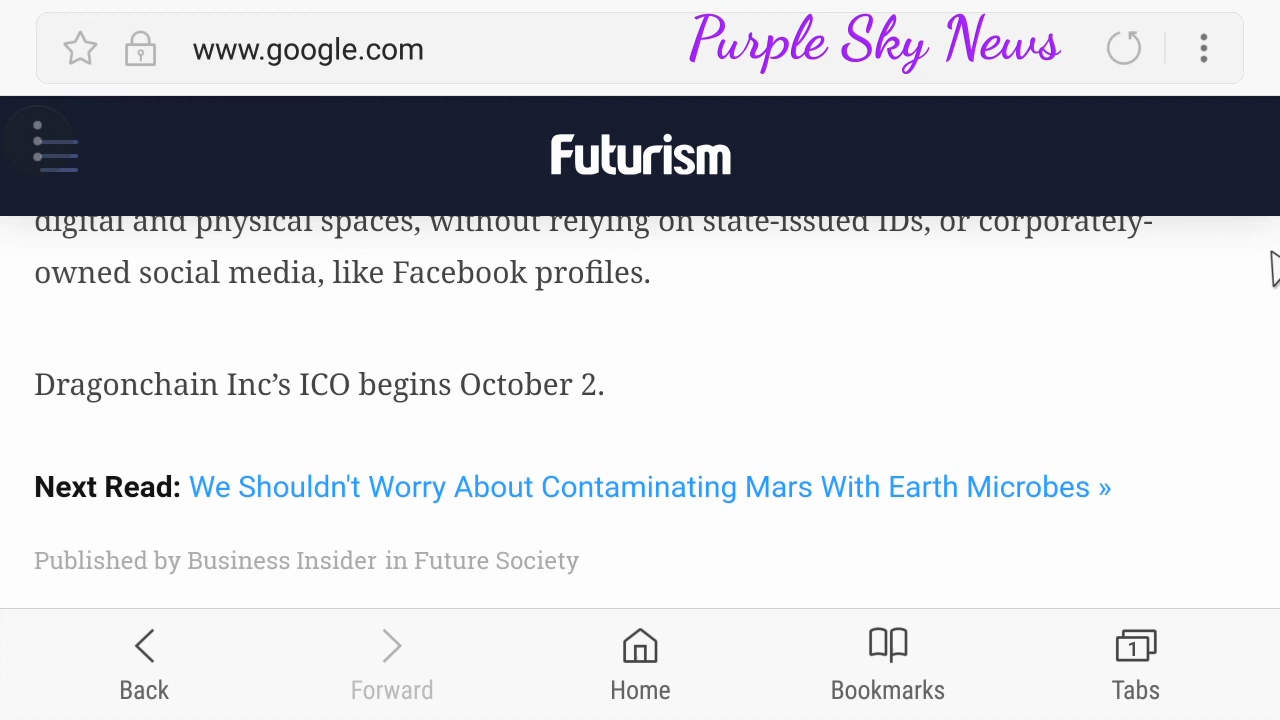 www.google.com
Purple Sky News
Futurism
digital and physical spaces, without relying on state-issued IDs, or corporately-
owned social media, like Facebook profiles.
Dragonchain Inc’s ICO begins October 2.
Next Read: We Shouldn't Worry About Contaminating Mars With Earth Microbes »
Published by Business Insider in Future Society
Back
Forward
Home
Bookmarks
1
Tabs